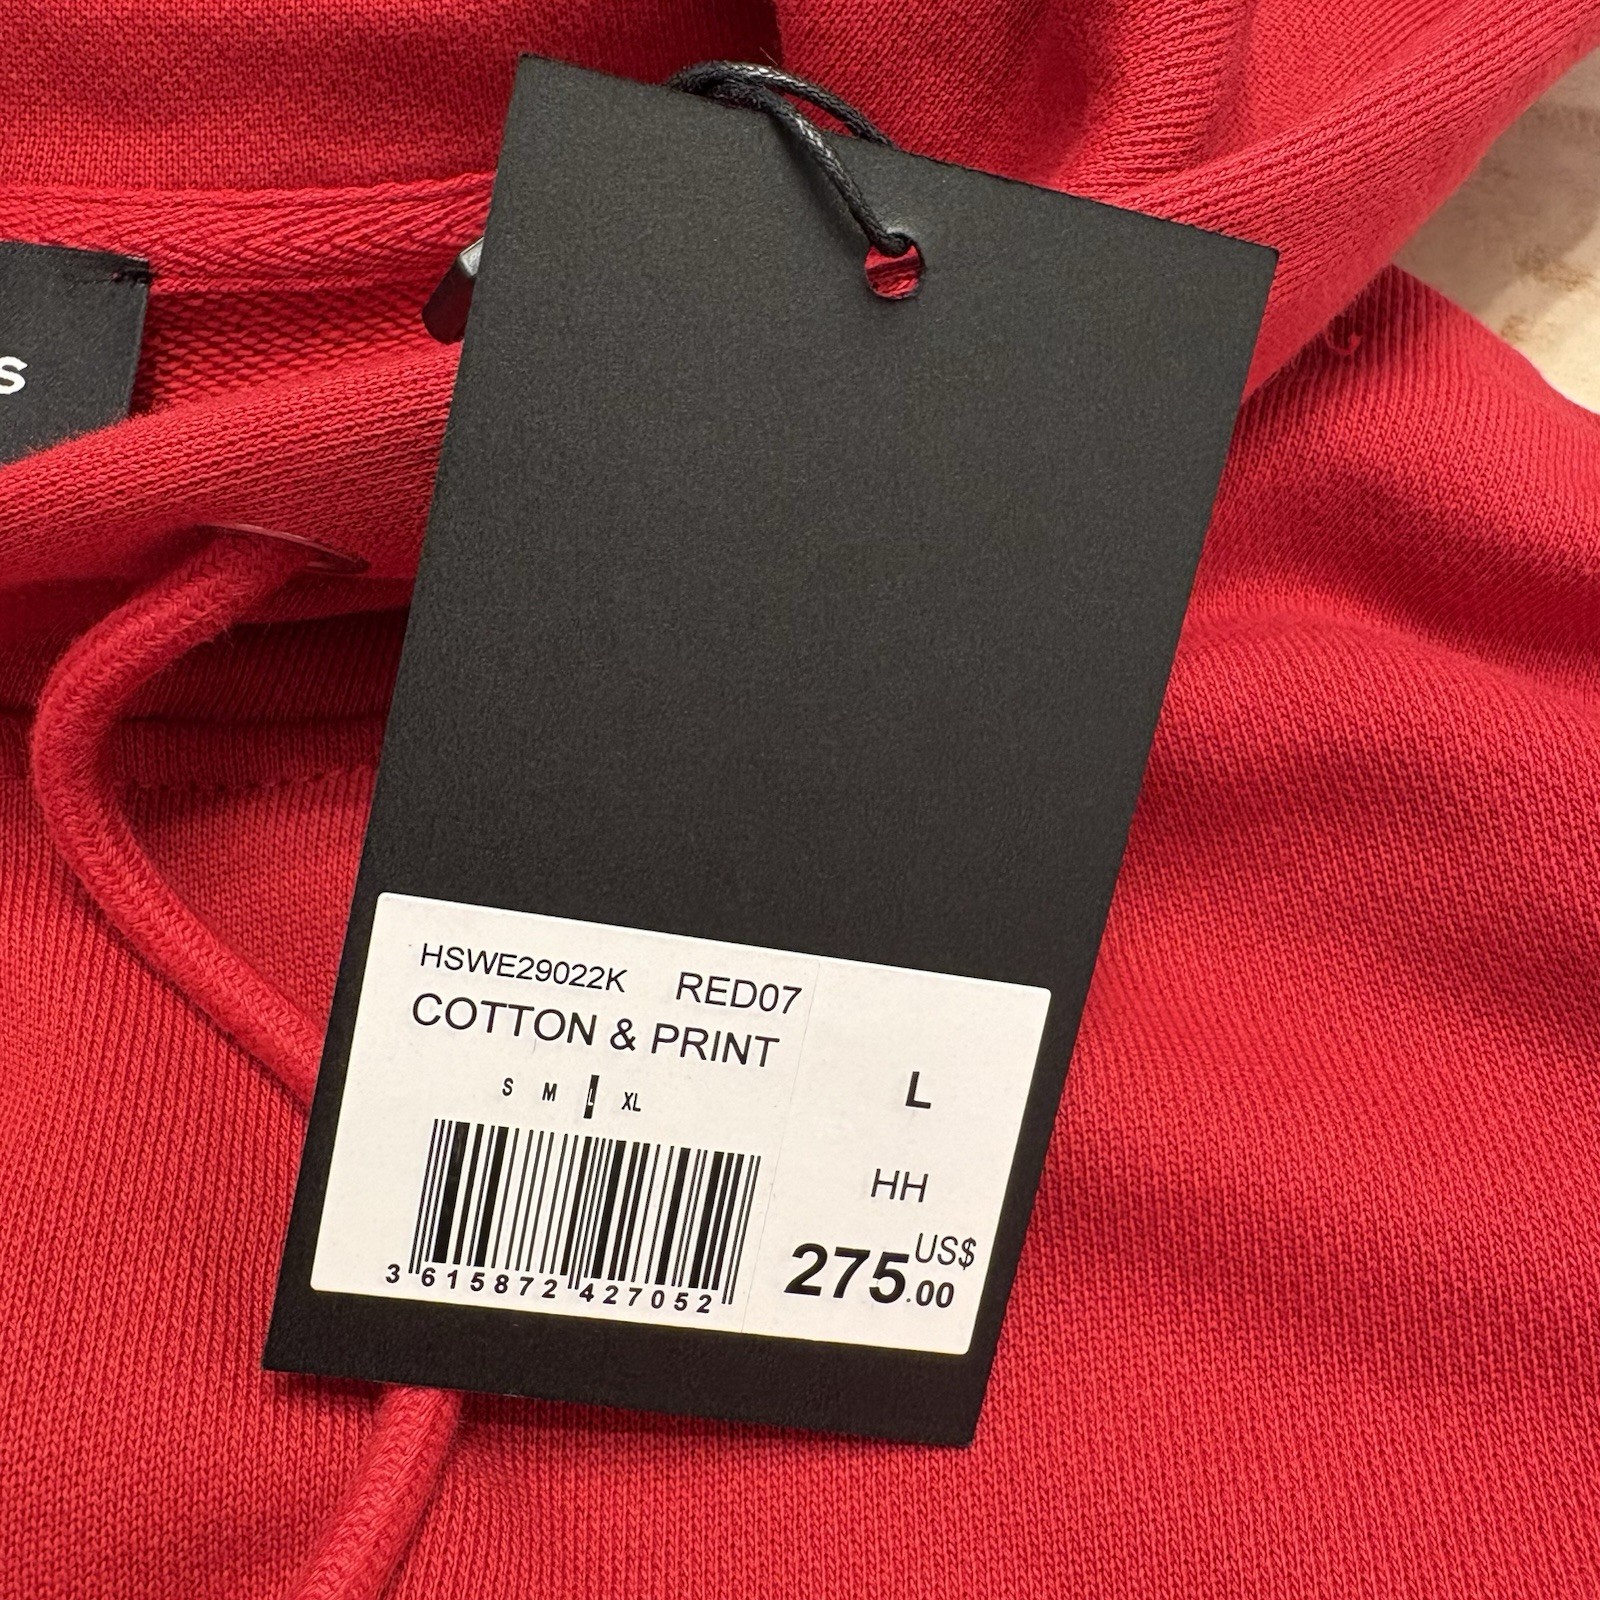 S
HSWE29022K RED07
COTTON & PRINT
S M L XL
L
HH
275.00 US$
3 615872 427052